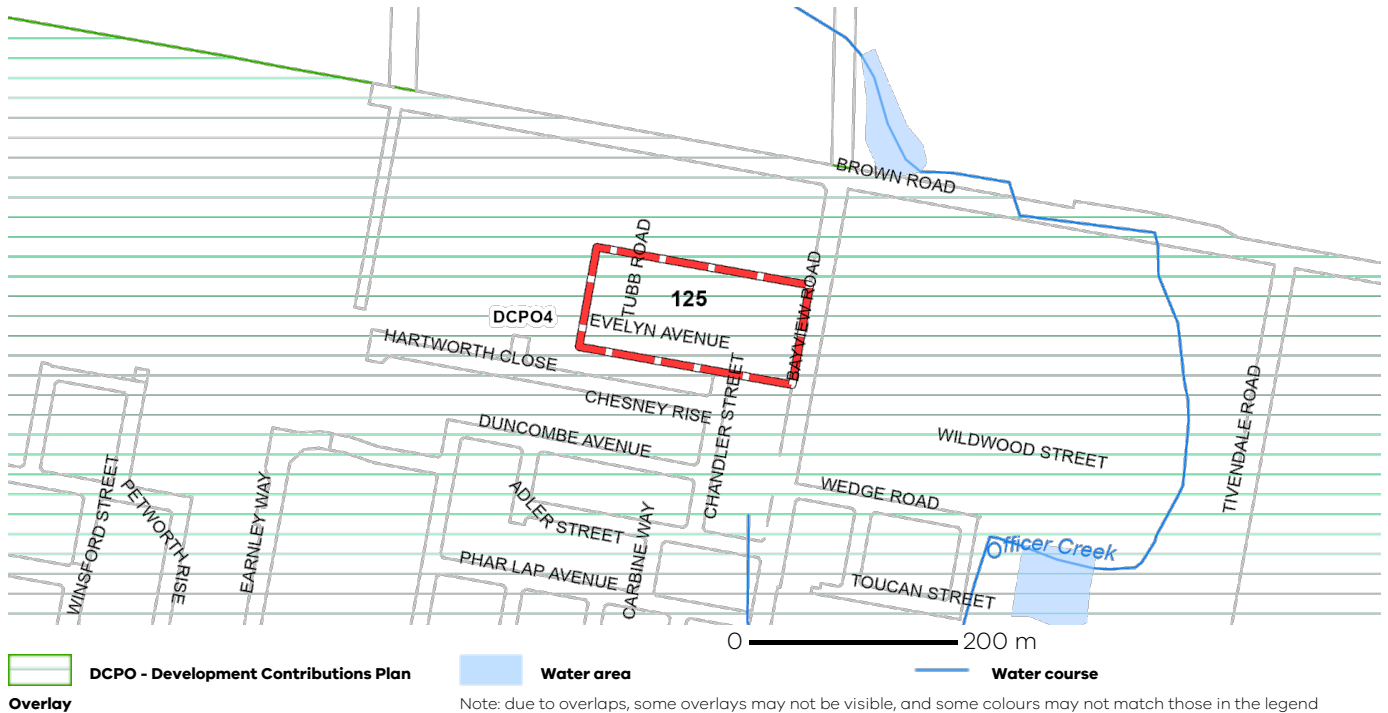 BROWN ROAD
TUBB ROAD
125
BAYVIEW ROAD
DCPO4
EVELYN AVENUE
HARTWORTH CLOSE
CHANDLER STREET
CHESNEY RISE
TIVENDALE ROAD
DUNCOMBE AVENUE
WILDWOOD STREET
WINSFORD STREET
PETWORTH RISE
EARNLEY WAY
ADLER STREET
WEDGE ROAD
CARBINE WAY
Officer Creek
PHAR LAP AVENUE
TOUCAN STREET
0 200 m
DCPO - Development Contributions Plan
Overlay
Water area
Water course
Note: due to overlaps, some overlays may not be visible, and some colours may not match those in the legend